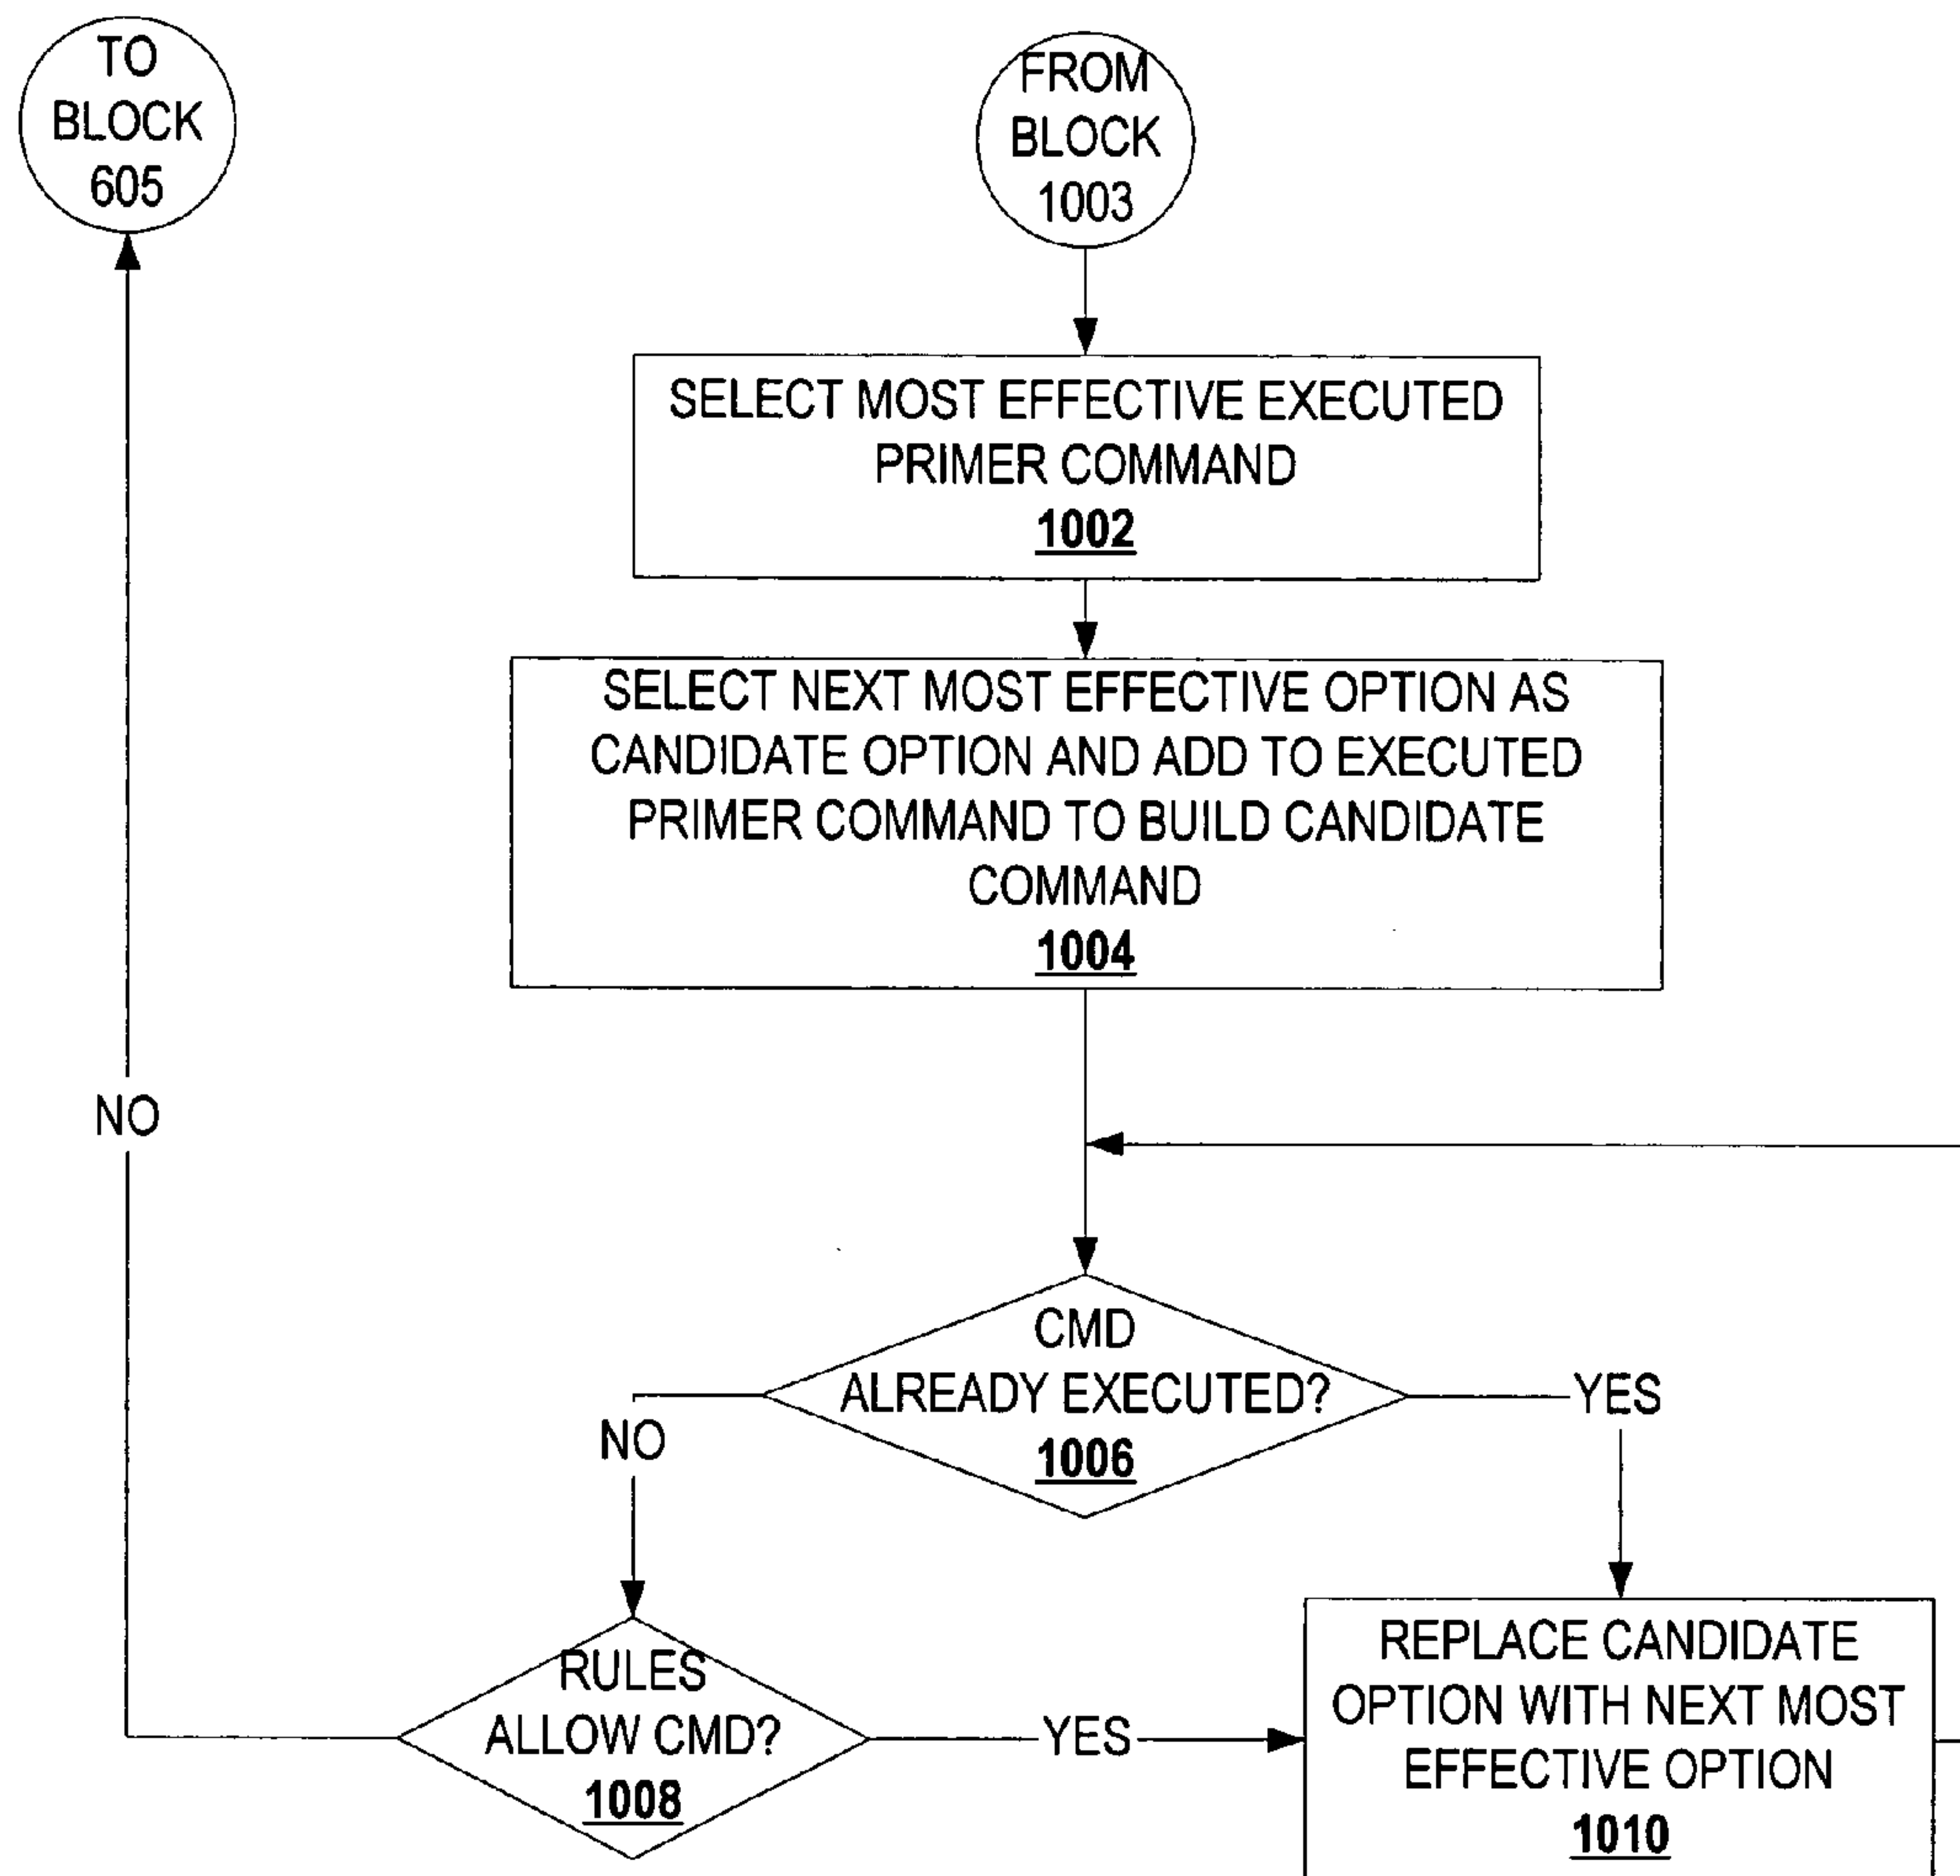 TO
BLOCK
605
FROM
BLOCK
1003
SELECT MOST EFFECTIVE EXECUTED
PRIMER COMMAND
1002
SELECT NEXT MOST EFFECTIVE OPTION AS
CANDIDATE OPTION AND ADD TO EXECUTED
PRIMER COMMAND TO BUILD CANDIDATE
COMMAND
1004
NO
CMD
ALREADY EXECUTED?
1006
YES
NO
RULES
ALLOW CMD?
1008
YES
REPLACE CANDIDATE
OPTION WITH NEXT MOST
EFFECTIVE OPTION
1010